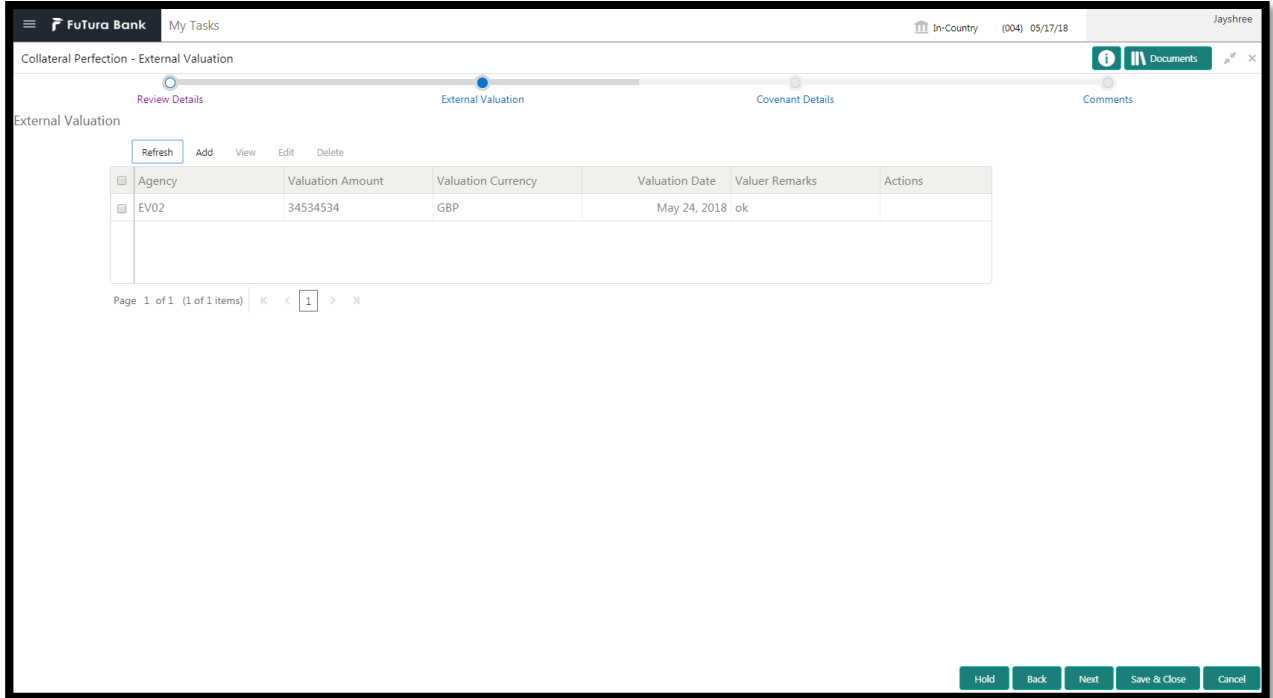 FuTura Bank My Tasks In-Country (004) 05/17/18 Jayshree
Collateral Perfection - External Valuation Documents
Review Details External Valuation Covenant Details Comments
External Valuation
Refresh Add View Edit Delete
Agency Valuation Amount Valuation Currency Valuation Date Valuer Remarks Actions
EV02 34534534 GBP May 24, 2018 ok
Page 1 of 1 (1 of 1 items) 1
Hold Back Next Save & Close Cancel